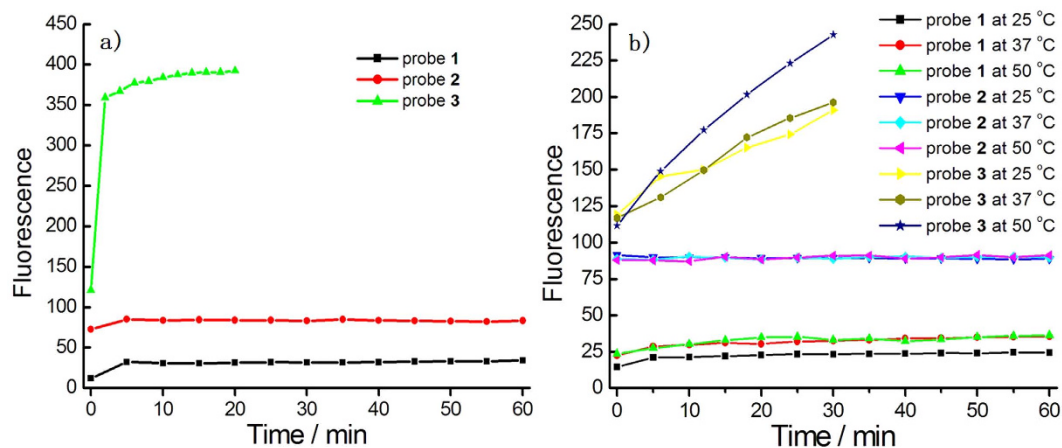 a)
probe 1
probe 2
probe 3
450
400
350
300
250
200
150
100
50
0
Fluorescence
0 10 20 30 40 50 60
Time / min
b)
probe 1 at 25 °C
probe 1 at 37 °C
probe 1 at 50 °C
probe 2 at 25 °C
probe 2 at 37 °C
probe 2 at 50 °C
probe 3 at 25 °C
probe 3 at 37 °C
probe 3 at 50 °C
250
225
200
175
150
125
100
75
50
25
0
Fluorescence
0 10 20 30 40 50 60
Time / min